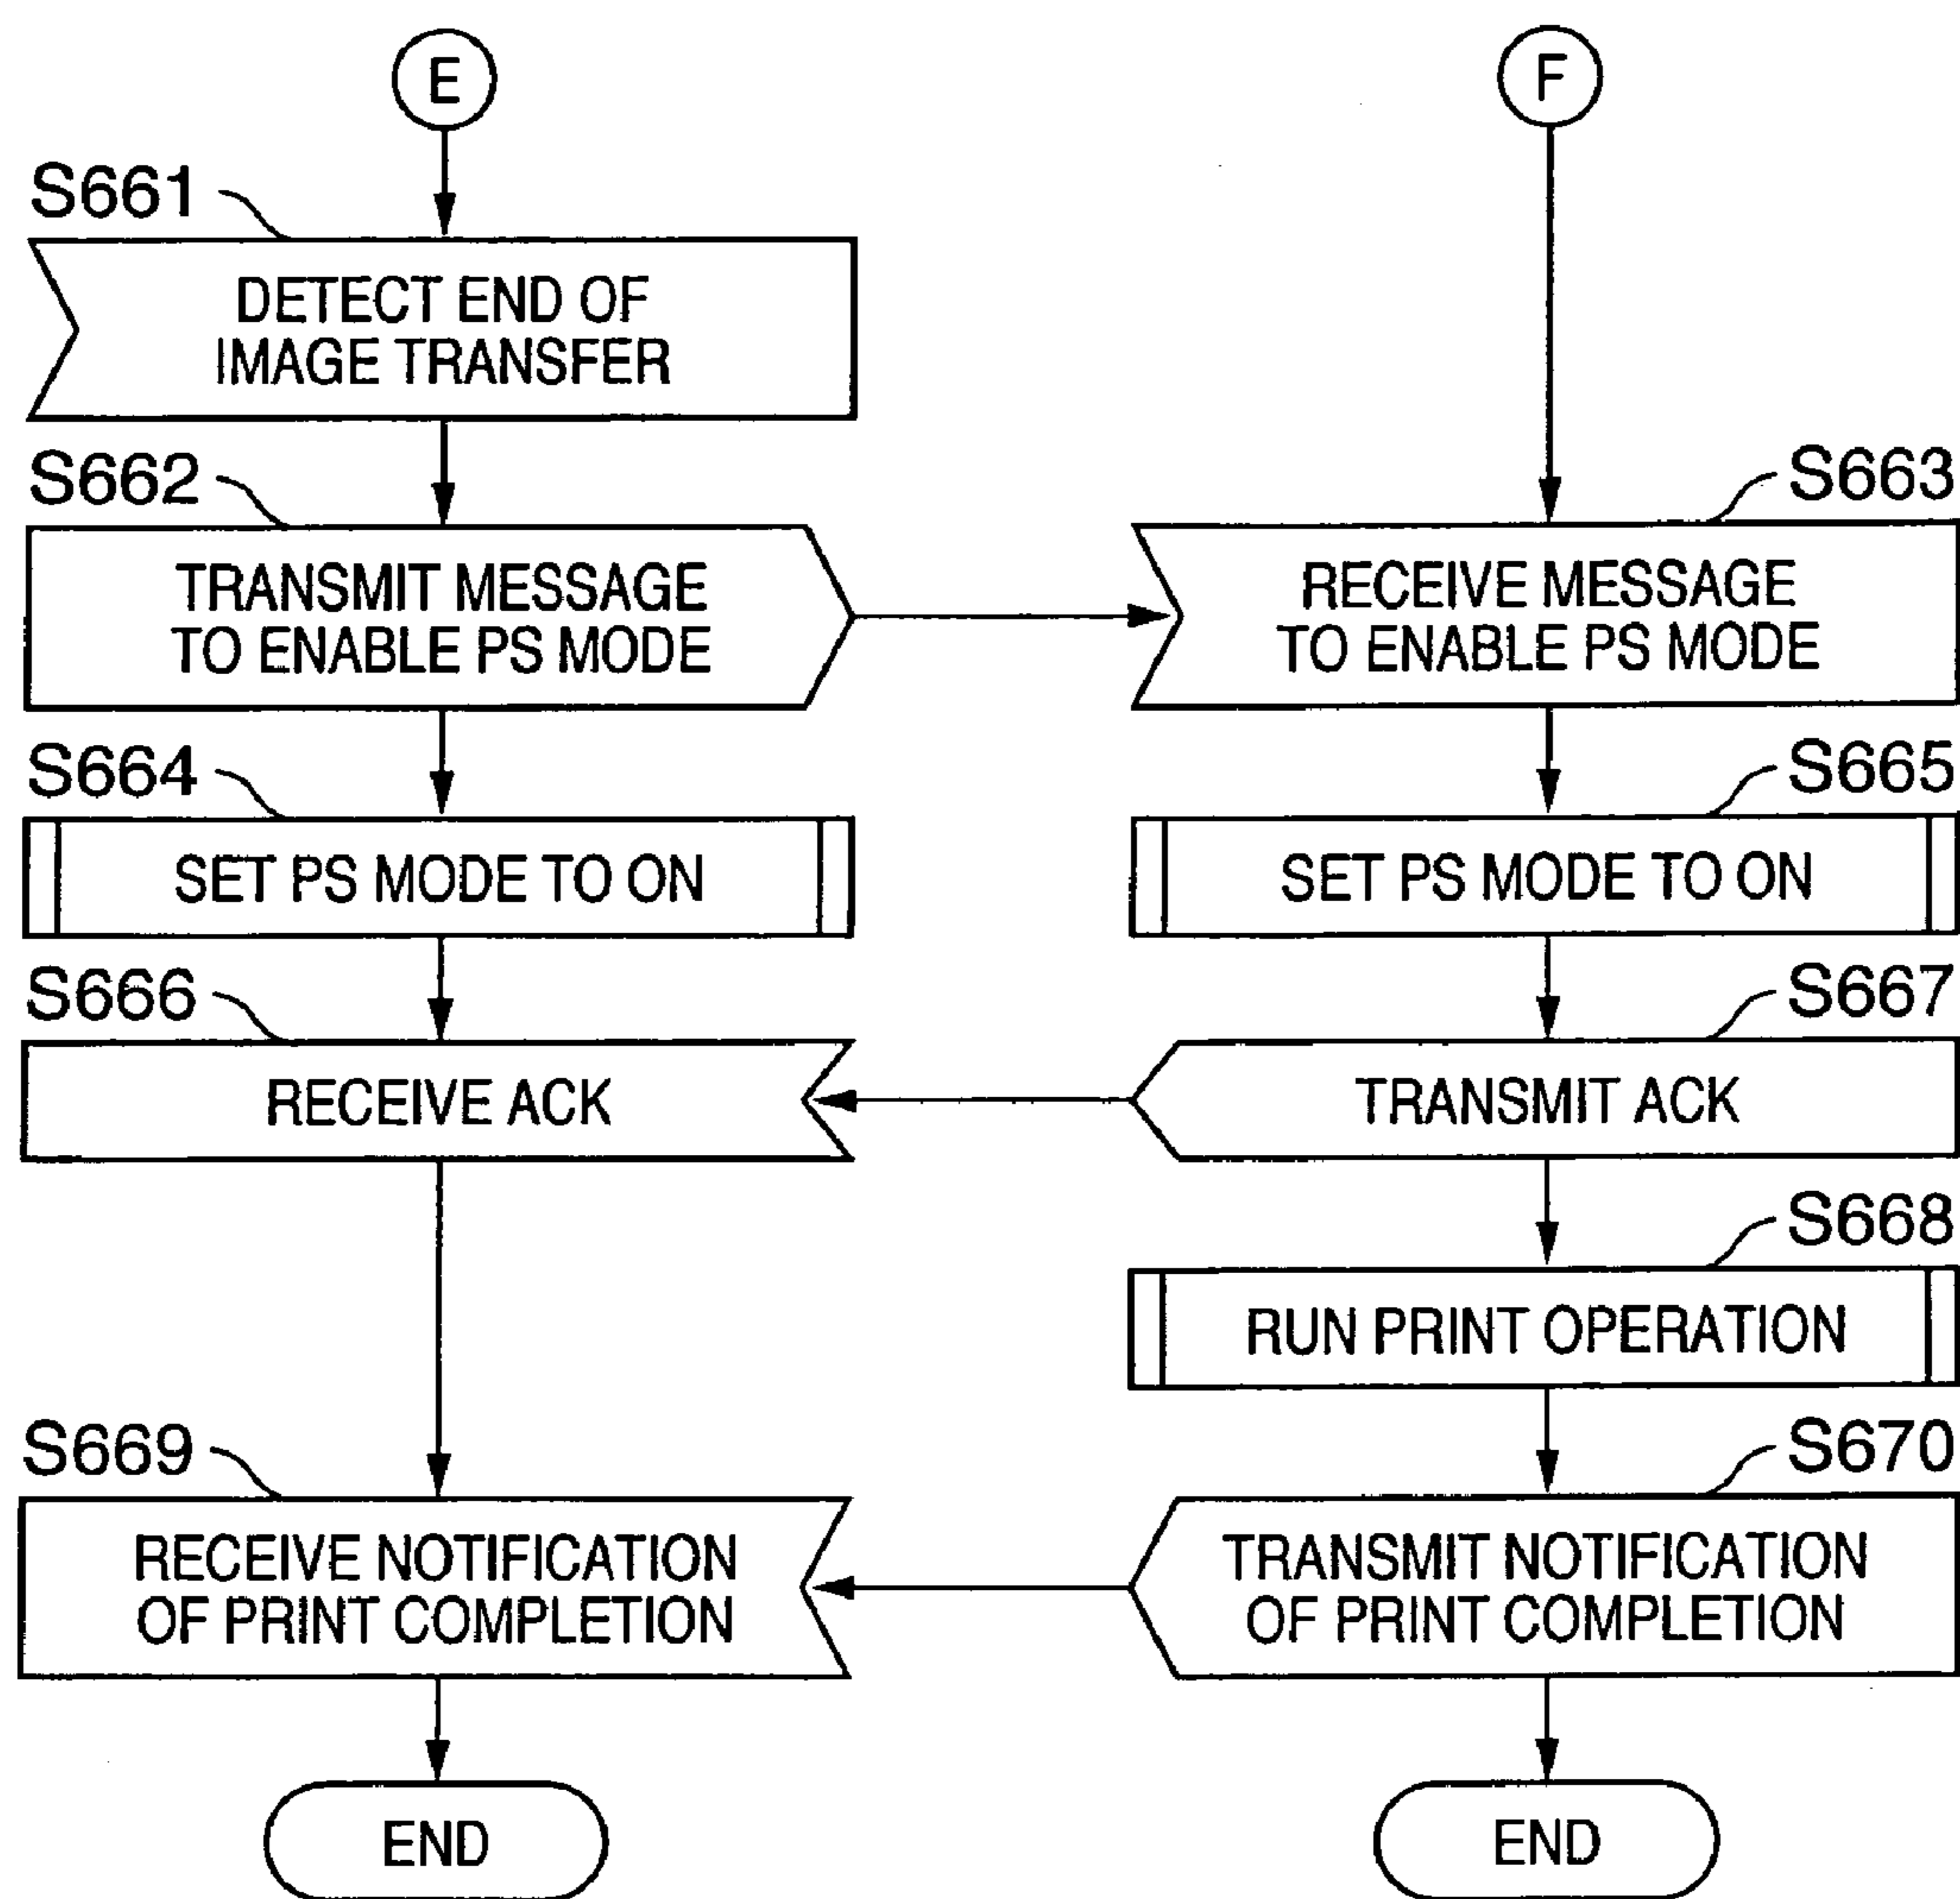 E
F
S661
DETECT END OF
IMAGE TRANSFER
S662
TRANSMIT MESSAGE
TO ENABLE PS MODE
S663
RECEIVE MESSAGE
TO ENABLE PS MODE
S664
SET PS MODE TO ON
S665
SET PS MODE TO ON
S666
RECEIVE ACK
S667
TRANSMIT ACK
S668
RUN PRINT OPERATION
S669
RECEIVE NOTIFICATION
OF PRINT COMPLETION
S670
TRANSMIT NOTIFICATION
OF PRINT COMPLETION
END
END